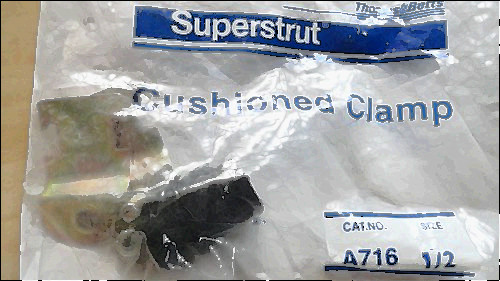 Superstrut®
Cushioned Clamp
CAT.NO. SIZE
A716 1/2